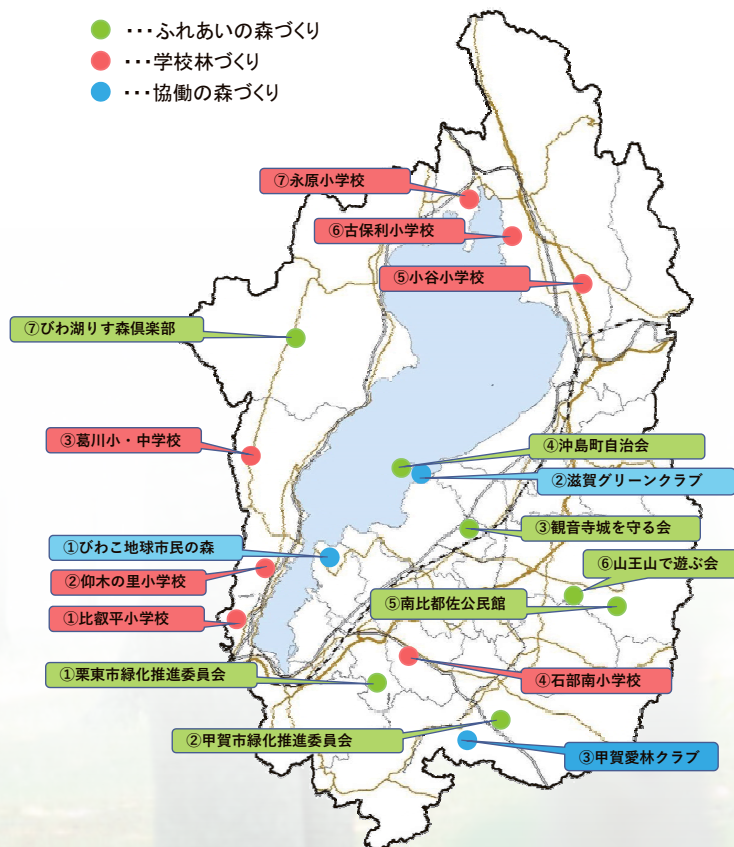 ・・・ふれあいの森づくり
・・・学校林づくり
・・・協働の森づくり
⑦永原小学校
⑥古保利小学校
⑤小谷小学校
⑦びわ湖りす森倶楽部
③葛川小・中学校
④沖島町自治会
②滋賀グリーンクラブ
③観音寺城を守る会
①びわこ地球市民の森
⑥山王山で遊ぶ会
②仰木の里小学校
⑤南比都佐公民館
①比叡平小学校
①栗東市緑化推進委員会
④石部南小学校
②甲賀市緑化推進委員会
③甲賀愛林クラブ